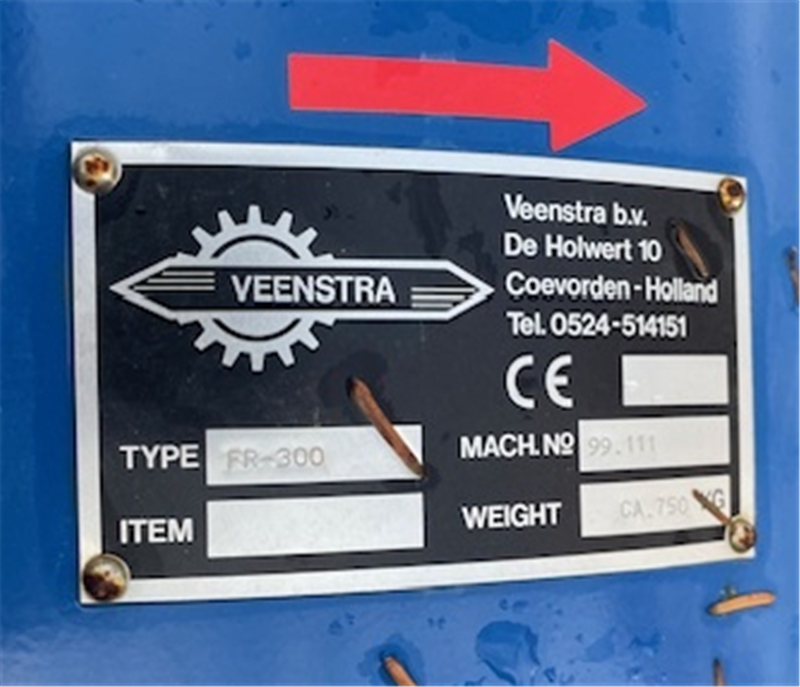 VEENSTRA
Veenstra b.v.
De Holwert 10
Coevorden - Holland
Tel. 0524-514151
CE
TYPE FR-300
MACH. No 99.111
ITEM
WEIGHT CA.750 KG